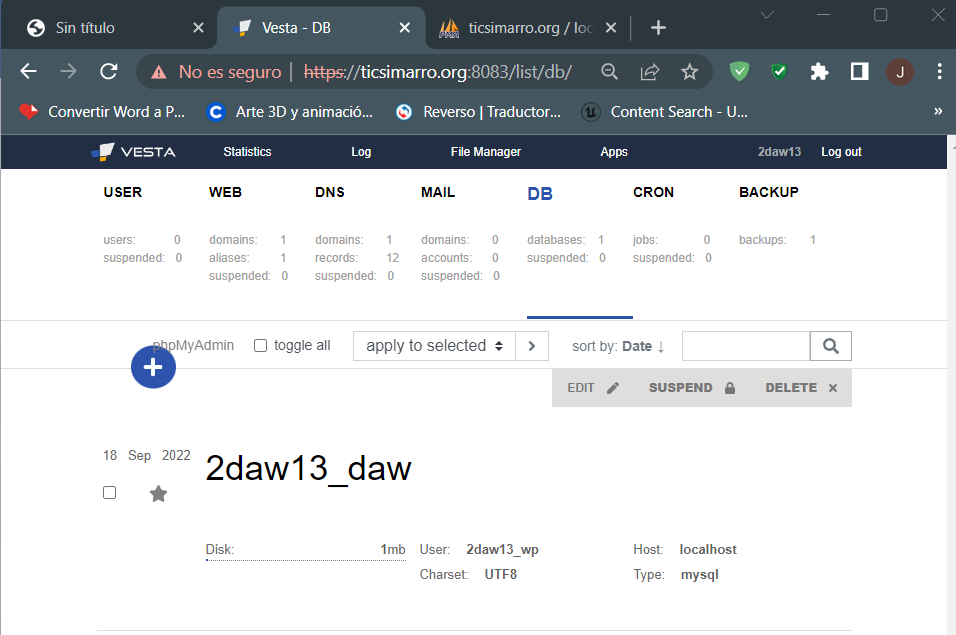 Sin título
Vesta - DB
ticsimarro.org / loc
No es seguro | https://ticsimarro.org:8083/list/db/
J
Convertir Word a P...
Arte 3D y animació...
Reverso | Traductor...
Content Search - U...
»
VESTA
Statistics
Log
File Manager
Apps
2daw13
Log out
USER
users: 0
suspended: 0
WEB
domains: 1
aliases: 1
suspended: 0
DNS
domains: 1
records: 12
suspended: 0
MAIL
domains: 0
accounts: 0
suspended: 0
DB
databases: 1
suspended: 0
CRON
jobs: 0
suspended: 0
BACKUP
backups: 1
phpMyAdmin
toggle all
apply to selected
sort by: Date ↓
EDIT
SUSPEND
DELETE
18 Sep 2022
2daw13_daw
Disk: 1mb
User: 2daw13_wp
Host: localhost
Charset: UTF8
Type: mysql